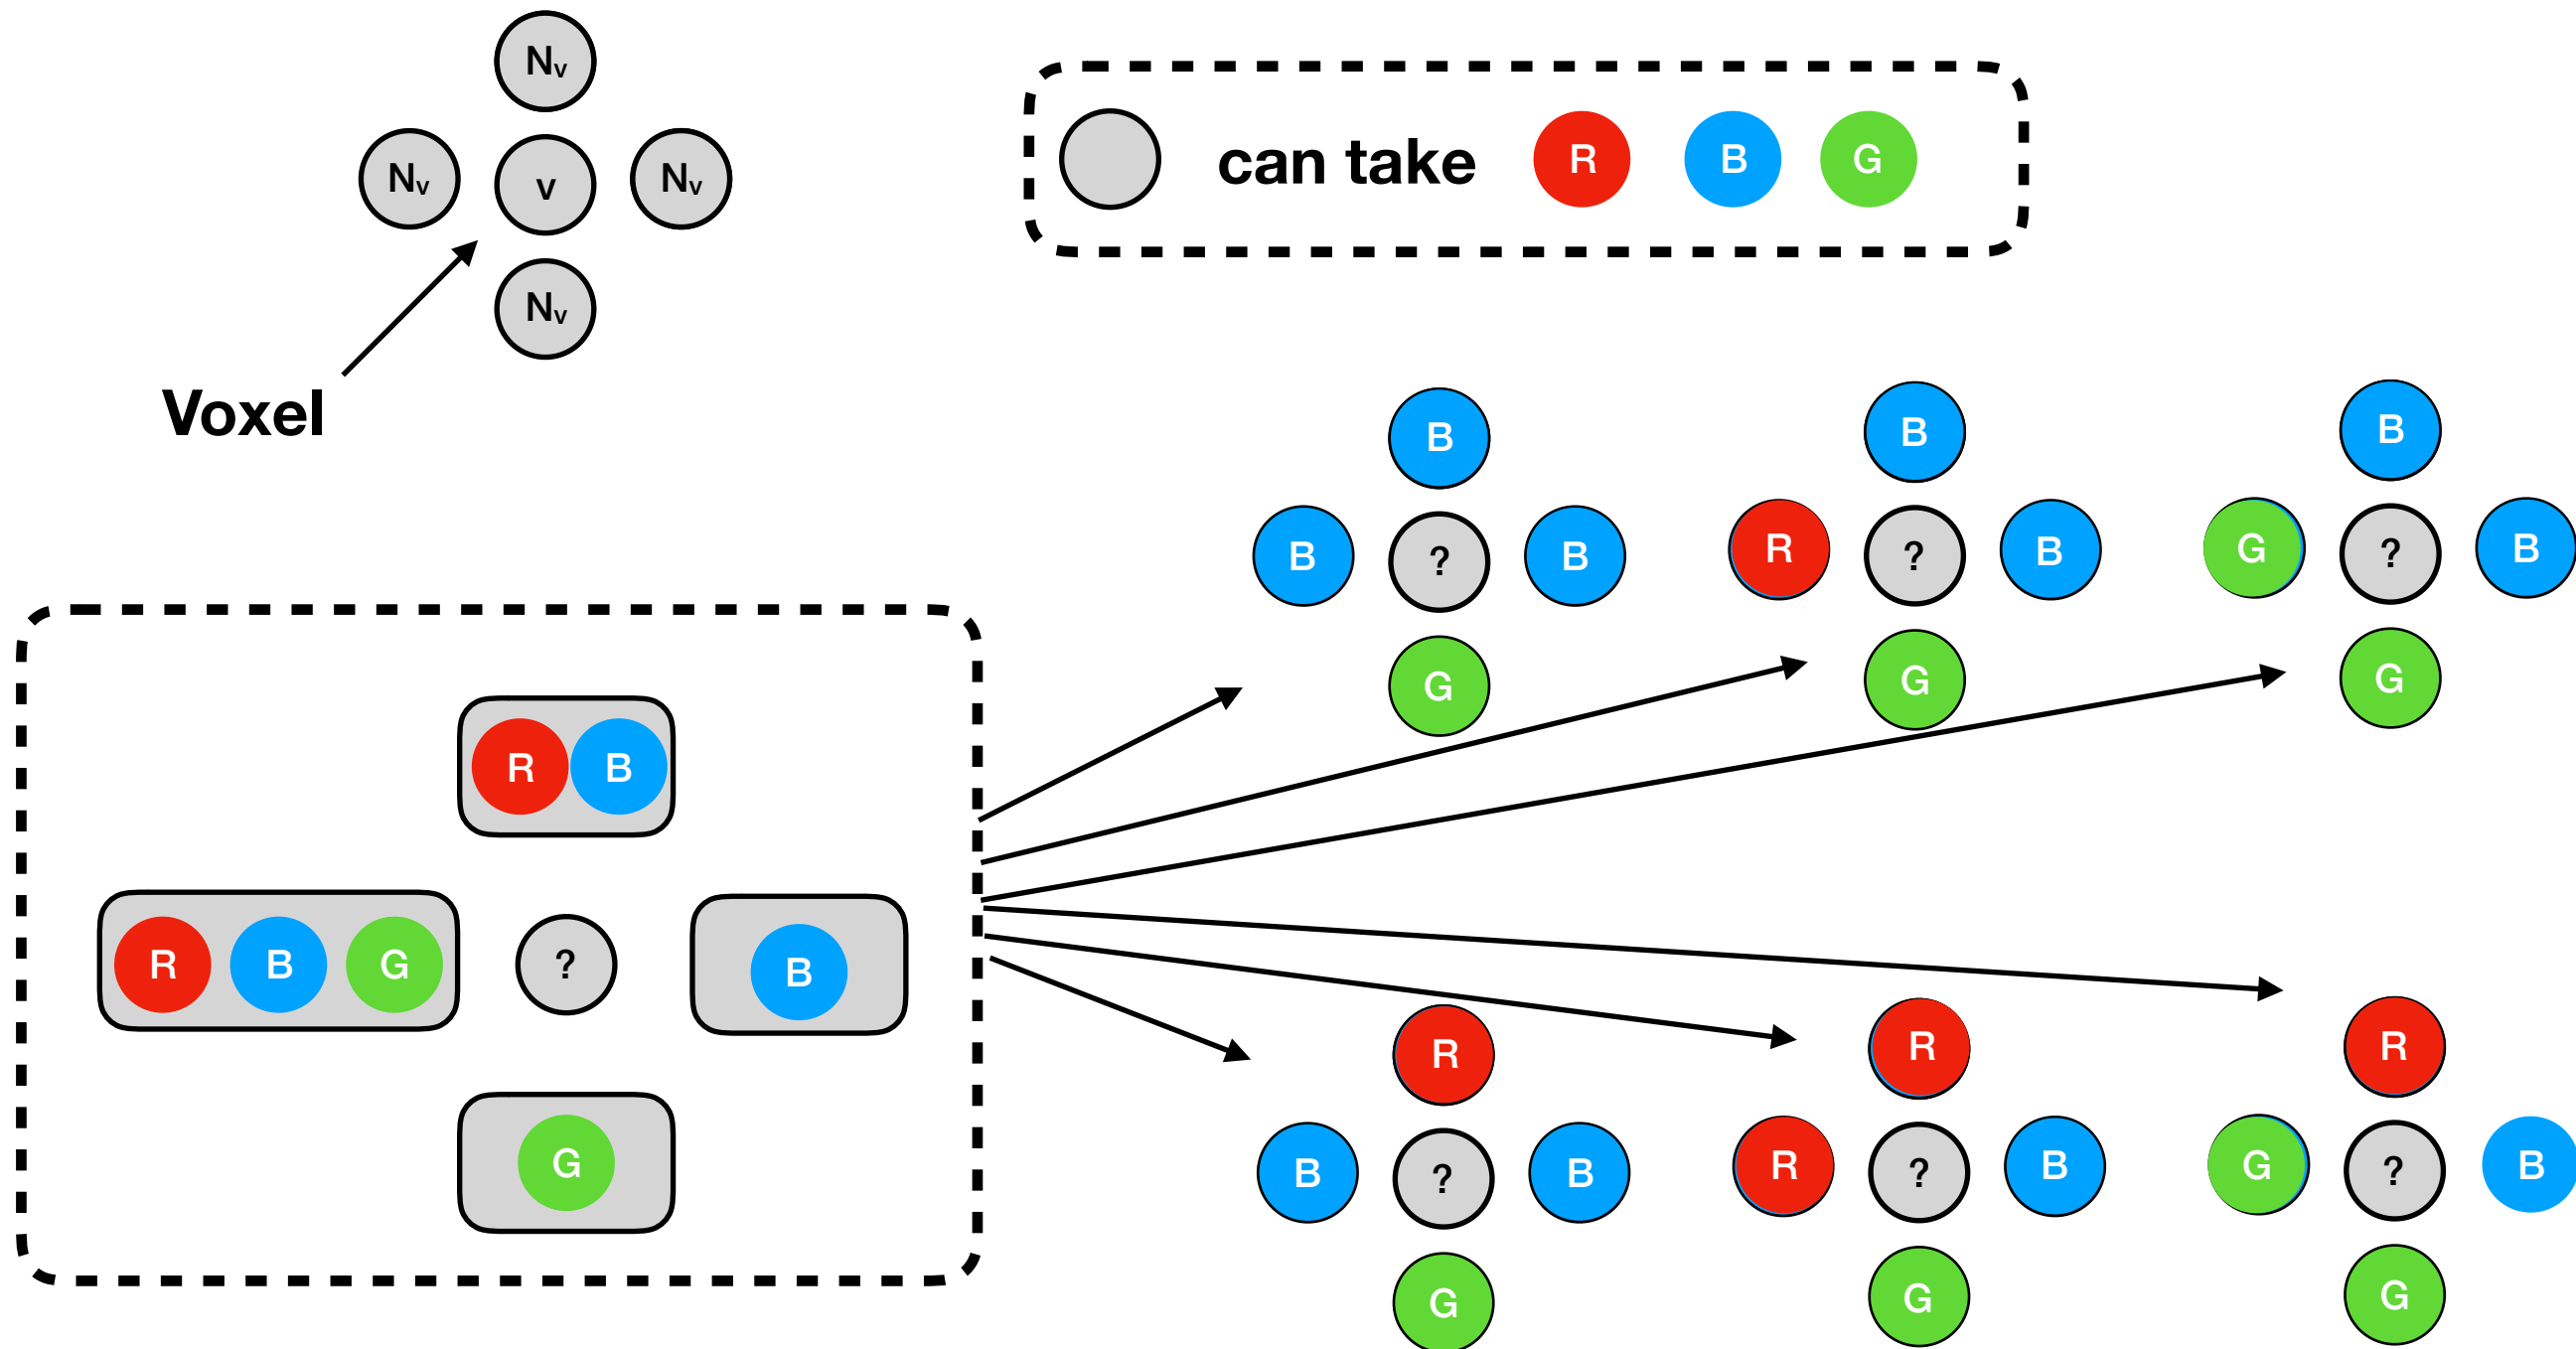 Nv
Nv v Nv
Nv
Voxel
can take R B G
B B B
B ? B R ? B G ? B
G G G
R B
R B G ? B
G
R R R
B ? B R ? B G ? B
G G G